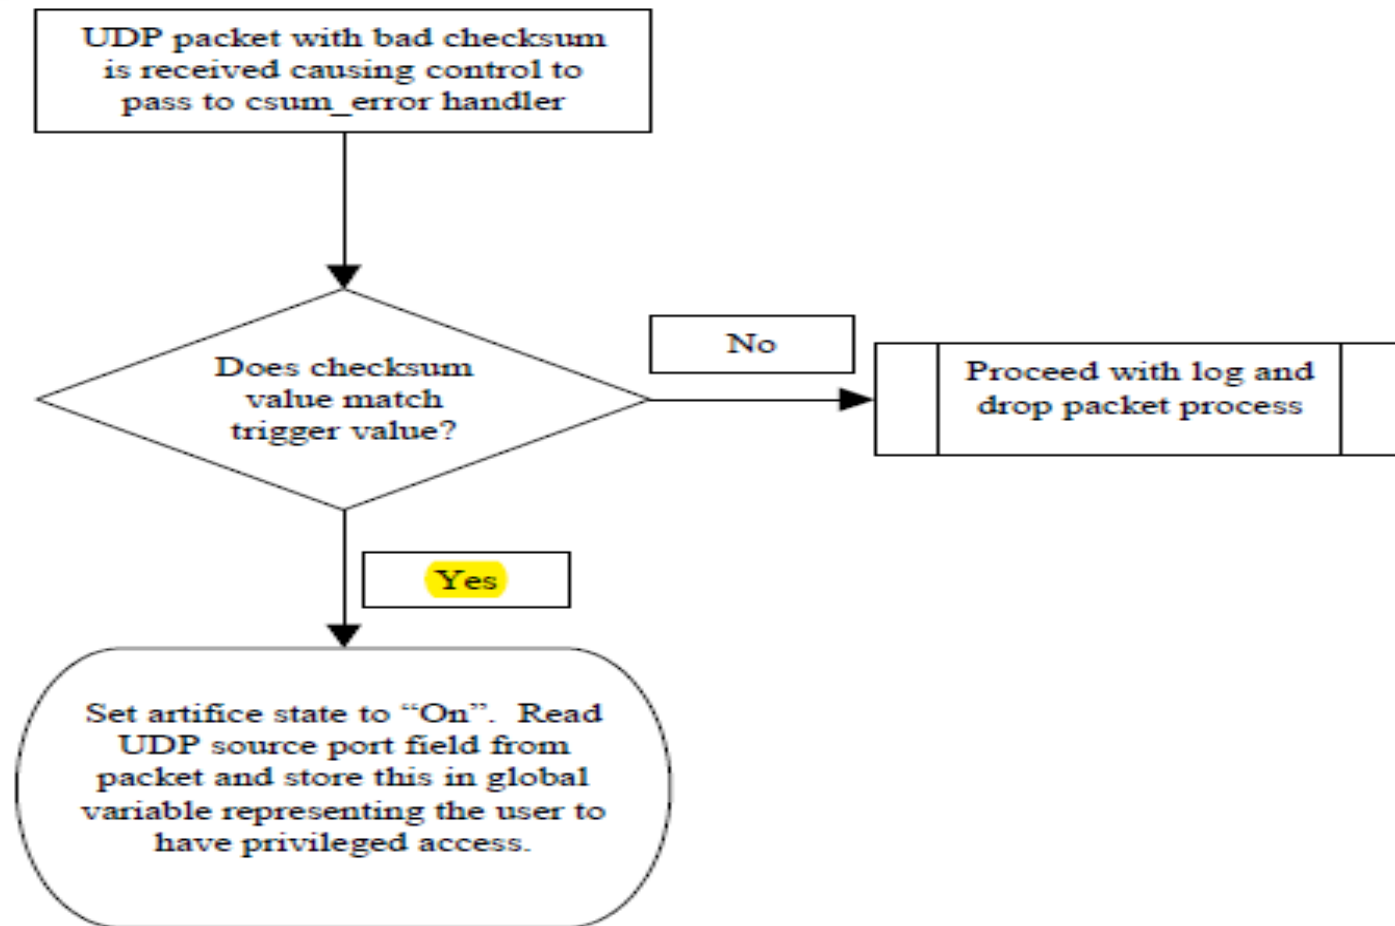 UDP packet with bad checksum
is received causing control to
pass to csum_error handler
Does checksum
value match
trigger value?
No
Proceed with log and
drop packet process
Yes
Set artifice state to “On”.  Read
UDP source port field from
packet and store this in global
variable representing the user to
have privileged access.